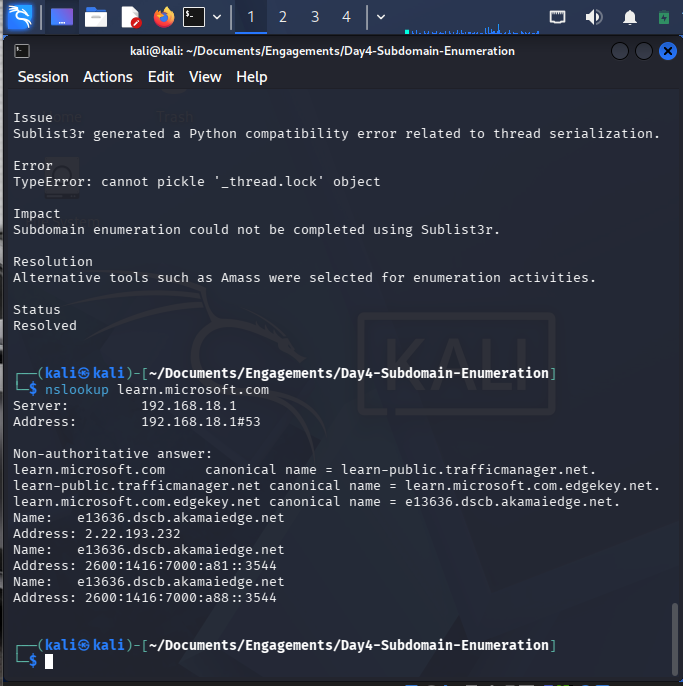 1 2 3 4
kali@kali: ~/Documents/Engagements/Day4-Subdomain-Enumeration
Session Actions Edit View Help
Issue
Sublist3r generated a Python compatibility error related to thread serialization.
Error
TypeError: cannot pickle '_thread.lock' object
Impact
Subdomain enumeration could not be completed using Sublist3r.
Resolution
Alternative tools such as Amass were selected for enumeration activities.
Status
Resolved
┌──(kali㉿kali)-[~/Documents/Engagements/Day4-Subdomain-Enumeration]
└─$ nslookup learn.microsoft.com
Server:         192.168.18.1
Address:        192.168.18.1#53
Non-authoritative answer:
learn.microsoft.com     canonical name = learn-public.trafficmanager.net.
learn-public.trafficmanager.net canonical name = learn.microsoft.com.edgekey.net.
learn.microsoft.com.edgekey.net canonical name = e13636.dscb.akamaiedge.net.
Name:   e13636.dscb.akamaiedge.net
Address: 2.22.193.232
Name:   e13636.dscb.akamaiedge.net
Address: 2600:1416:7000:a81::3544
Name:   e13636.dscb.akamaiedge.net
Address: 2600:1416:7000:a88::3544
┌──(kali㉿kali)-[~/Documents/Engagements/Day4-Subdomain-Enumeration]
└─$
KALI